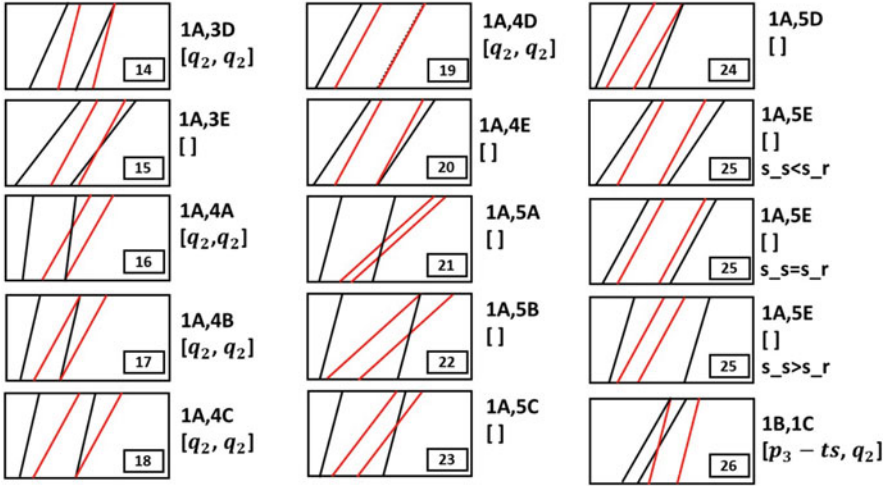 1A,3D
[q₂, q₂]
14
1A,3E
[ ]
15
1A,4A
[q₂,q₂]
16
1A,4B
[q₂, q₂]
17
1A,4C
[q₂, q₂]
18
1A,4D
[q₂, q₂]
19
1A,4E
[ ]
20
1A,5A
[ ]
21
1A,5B
[ ]
22
1A,5C
[ ]
23
1A,5D
[ ]
24
1A,5E
[ ]
25
s_s<s_r
1A,5E
[ ]
25
s_s=s_r
1A,5E
[ ]
25
s_s>s_r
1B,1C
[p₃ − ts, q₂]
26